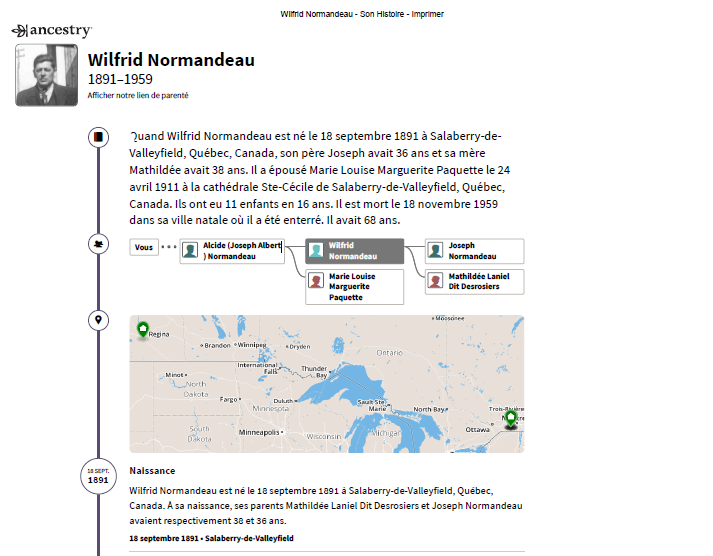 Wilfrid Normandeau - Son Histoire - Imprimer
ancestry
Wilfrid Normandeau
1891–1959
Afficher notre lien de parenté
Quand Wilfrid Normandeau est né le 18 septembre 1891 à Salaberry-de-
Valleyfield, Québec, Canada, son père Joseph avait 36 ans et sa mère
Mathildée avait 38 ans. Il a épousé Marie Louise Marguerite Paquette le 24
avril 1911 à la cathédrale Ste-Cécile de Salaberry-de-Valleyfield, Québec,
Canada. Ils ont eu 11 enfants en 16 ans. Il est mort le 18 novembre 1959
dans sa ville natale où il a été enterré. Il avait 68 ans.
Vous
Alcide (Joseph Albert
) Normandeau
Wilfrid
Normandeau
Joseph
Normandeau
Marie Louise
Marguerite
Paquette
Mathildée Laniel
Dit Desrosiers
Moosonee
Regina
Brandon
Winnipeg
Dryden
Ontario
International
Falls
Thunder
Bay
Minot
North
Dakota
Fargo
Duluth
Minnesota
Sault Ste.
Marie
North Bay
Trois-Rivière
South
Dakota
Minneapolis
Wisconsin
Michigan
Ottawa
18 SEPT.
1891
Naissance
Wilfrid Normandeau est né le 18 septembre 1891 à Salaberry-de-Valleyfield, Québec,
Canada. À sa naissance, ses parents Mathildée Laniel Dit Desrosiers et Joseph Normandeau
avaient respectivement 38 et 36 ans.
18 septembre 1891 • Salaberry-de-Valleyfield